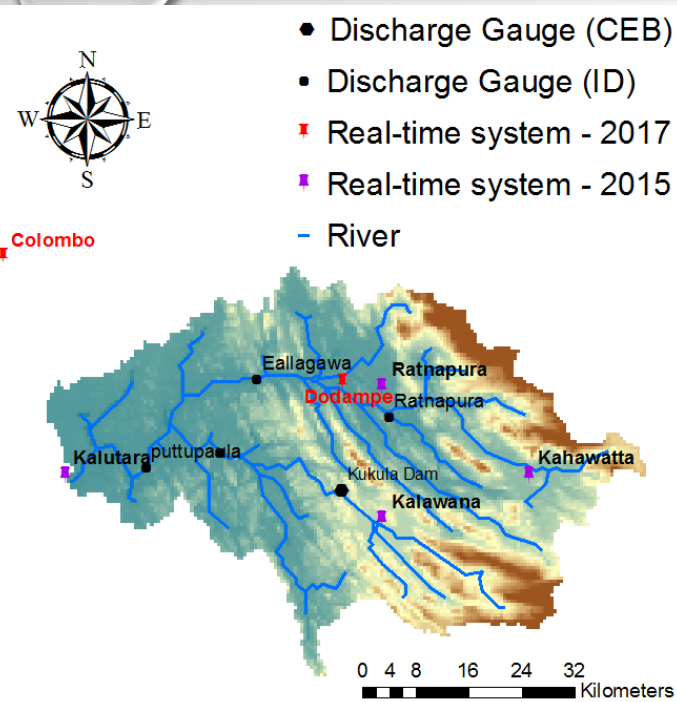 Discharge Gauge (CEB)
N
Discharge Gauge (ID)
W E
Real-time system - 2017
S
Real-time system - 2015
Colombo
River
Eallagawa
Ratnapura
Dodampe
Ratnapura
Kalutara
puttupaula
Kahawatta
Kukula Dam
Kalawana
0 4 8 16 24 32
Kilometers